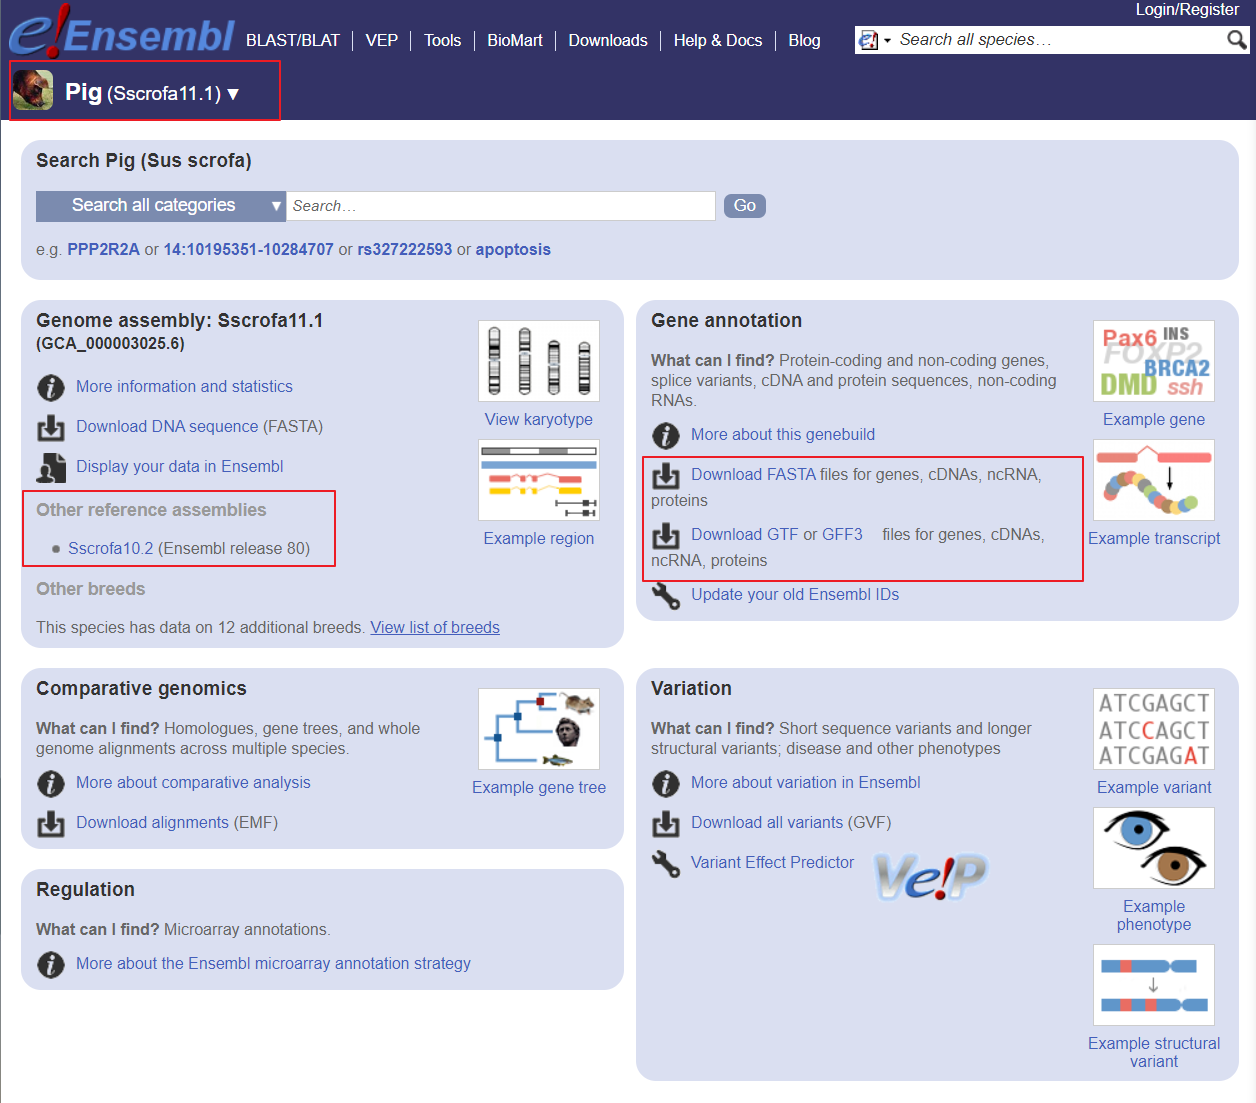 Login/Register
e!Ensembl BLAST/BLAT VEP Tools BioMart Downloads Help & Docs Blog Search all species…
Pig (Sscrofa11.1) ▼
Search Pig (Sus scrofa)
Search all categories ▼ Search… Go
e.g. PPP2R2A or 14:10195351-10284707 or rs327222593 or apoptosis
Genome assembly: Sscrofa11.1
(GCA_000003025.6)
More information and statistics
Download DNA sequence (FASTA)
Display your data in Ensembl
View karyotype
Example region
Other reference assemblies
Sscrofa10.2 (Ensembl release 80)
Other breeds
This species has data on 12 additional breeds. View list of breeds
Gene annotation
What can I find? Protein-coding and non-coding genes,
splice variants, cDNA and protein sequences, non-coding
RNAs.
More about this genebuild
Download FASTA files for genes, cDNAs, ncRNA,
proteins
Download GTF or GFF3 files for genes, cDNAs,
ncRNA, proteins
Update your old Ensembl IDs
Pax6 INS
FOXP2
BRCA2
DMD ssh
Example gene
Example transcript
Comparative genomics
What can I find? Homologues, gene trees, and whole
genome alignments across multiple species.
More about comparative analysis
Download alignments (EMF)
Example gene tree
Regulation
What can I find? Microarray annotations.
More about the Ensembl microarray annotation strategy
Variation
What can I find? Short sequence variants and longer
structural variants; disease and other phenotypes
More about variation in Ensembl
Download all variants (GVF)
Variant Effect Predictor
Ve!P
ATCGAGCT
ATCCAGCT
ATCGAGAT
Example variant
Example
phenotype
Example structural
variant